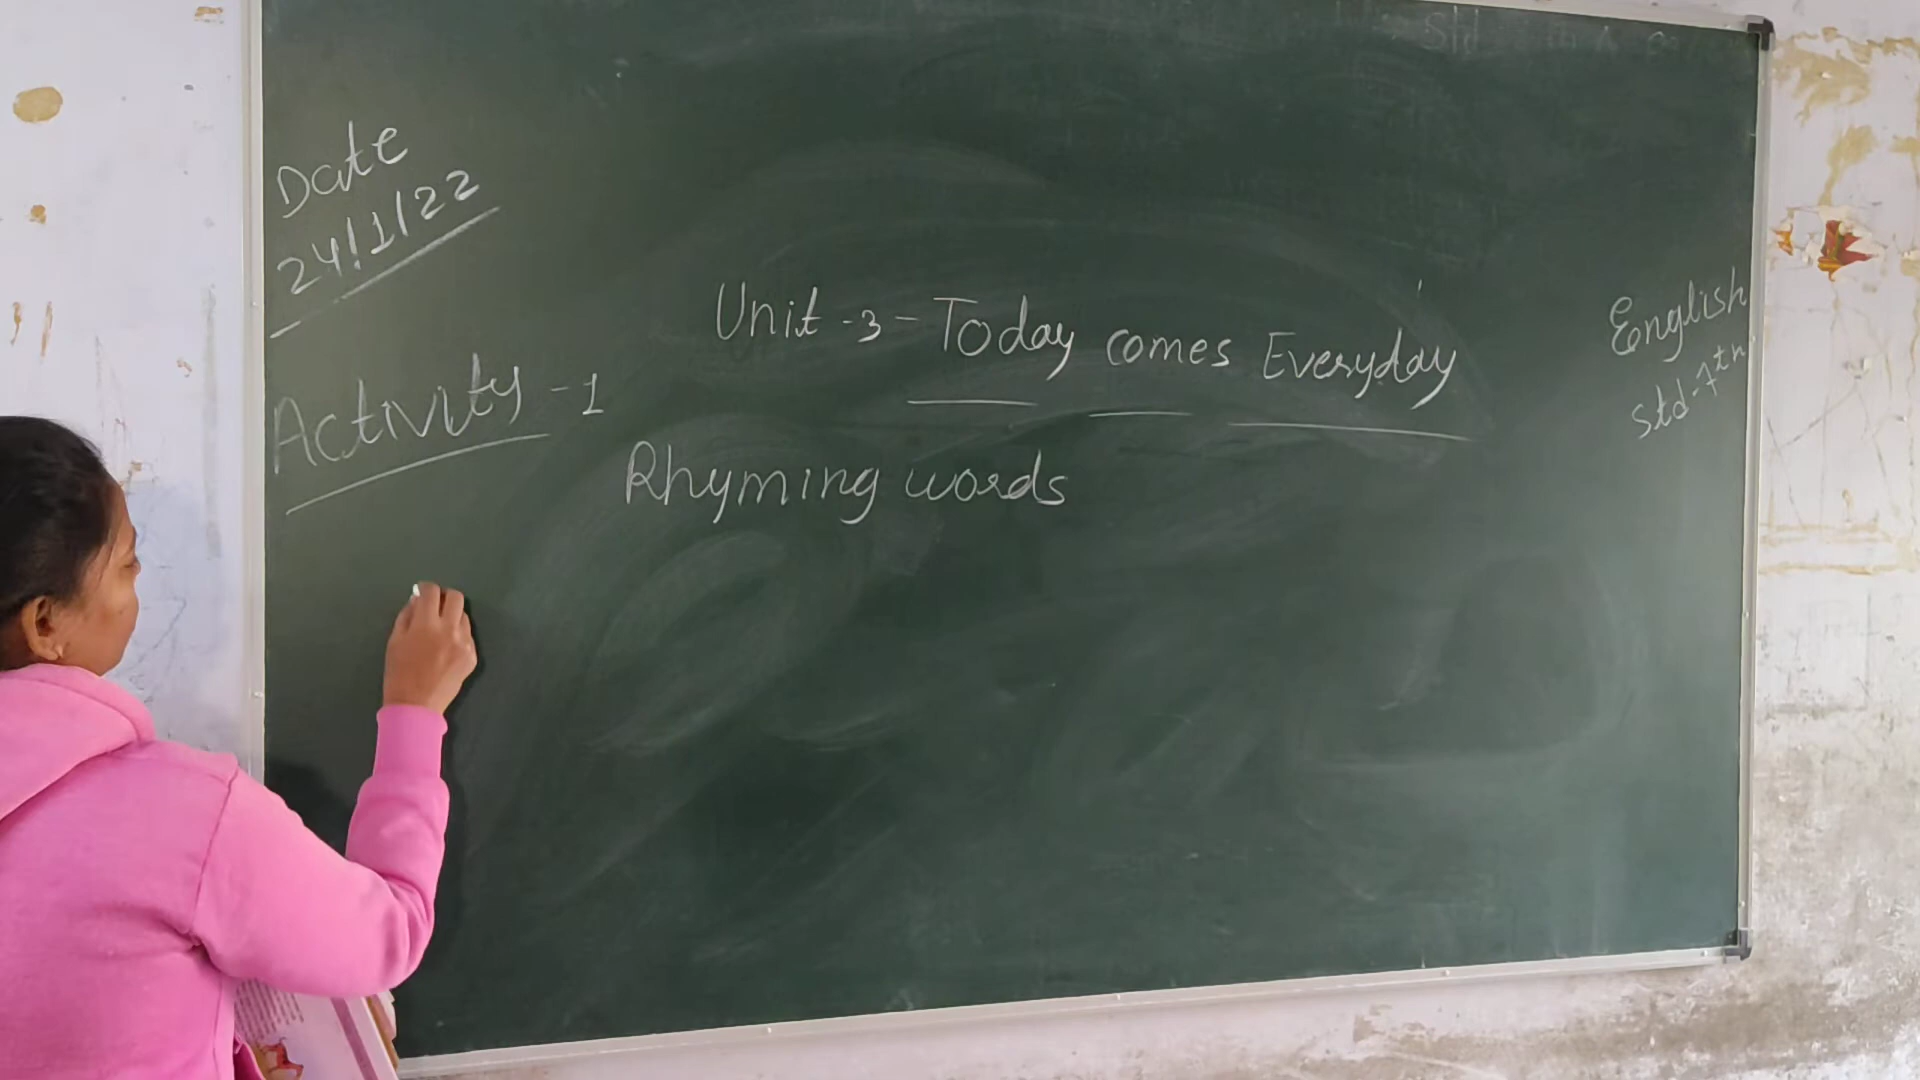 Date
24/1/22
Unit-3-Today comes Everyday
English
std-7th
Activity-1
Rhyming words